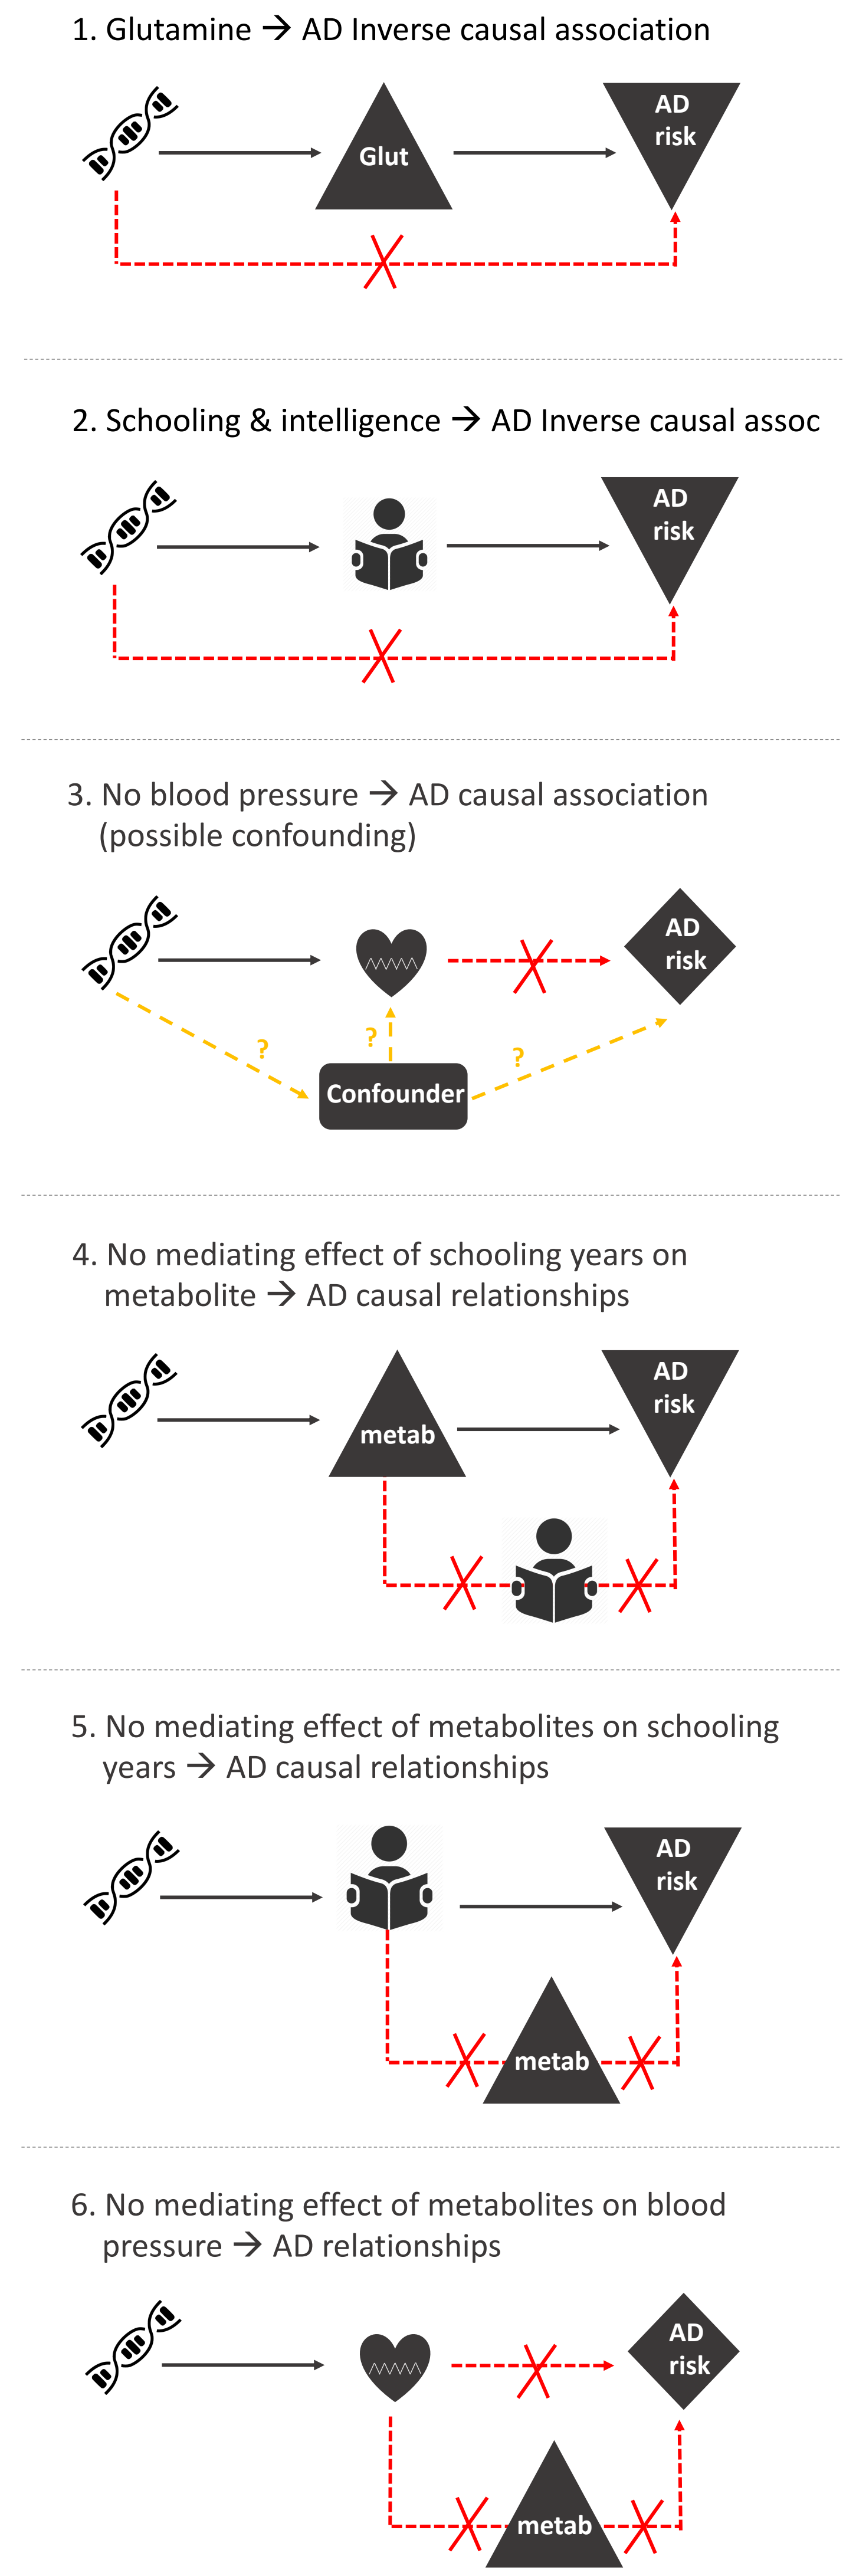 1. Glutamine → AD Inverse causal association
AD
risk
Glut
2. Schooling & intelligence → AD Inverse causal assoc
AD
risk
3. No blood pressure → AD causal association
(possible confounding)
AD
risk
?
?
?
Confounder
4. No mediating effect of schooling years on
metabolite → AD causal relationships
AD
risk
metab
5. No mediating effect of metabolites on schooling
years → AD causal relationships
AD
risk
metab
6. No mediating effect of metabolites on blood
pressure → AD relationships
AD
risk
metab